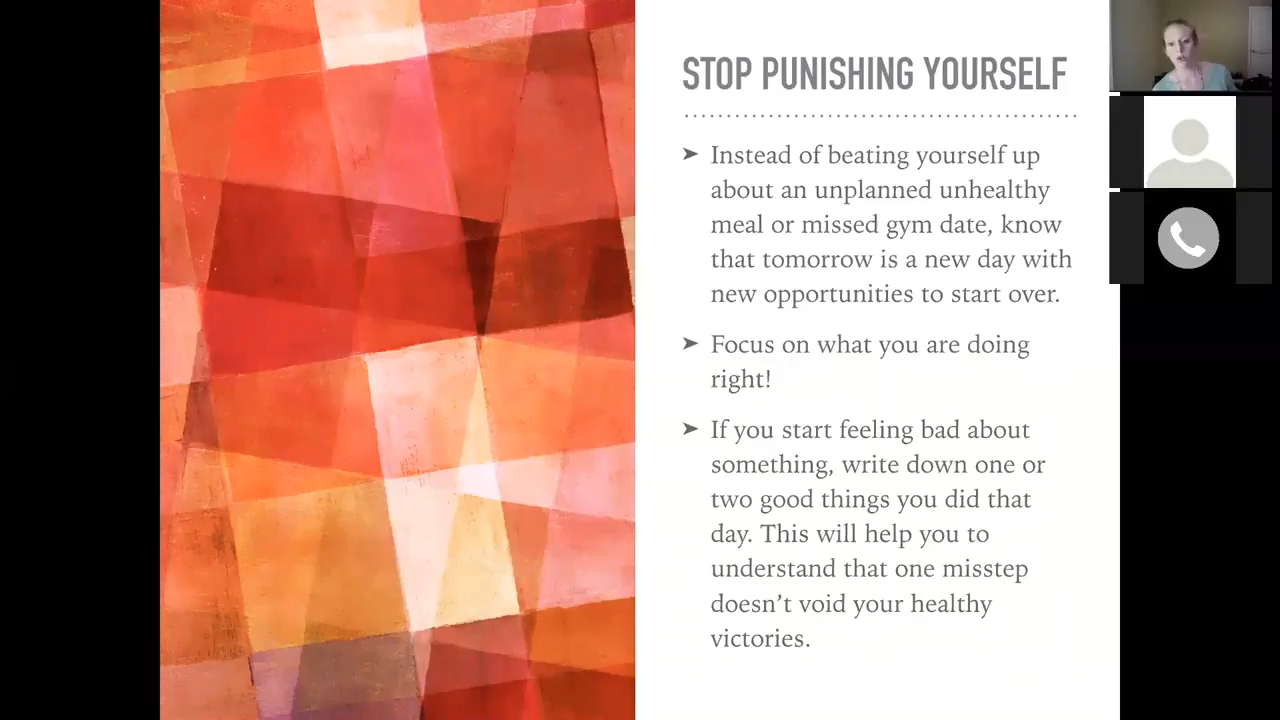 STOP PUNISHING YOURSELF
➤ Instead of beating yourself up
about an unplanned unhealthy
meal or missed gym date, know
that tomorrow is a new day with
new opportunities to start over.
➤ Focus on what you are doing
right!
➤ If you start feeling bad about
something, write down one or
two good things you did that
day. This will help you to
understand that one misstep
doesn’t void your healthy
victories.